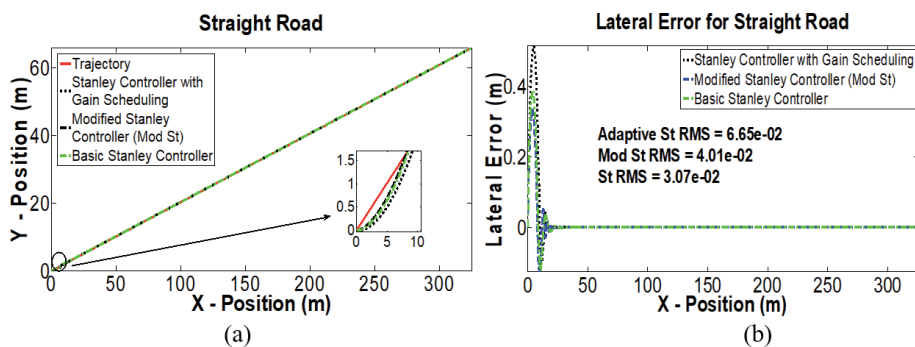 Straight Road
Y - Position (m)
60
40
20
0
Trajectory
Stanley Controller with
Gain Scheduling
Modified Stanley
Controller (Mod St)
Basic Stanley Controller
1.5
1
0.5
0
0 5 10
0 50 100 150 200 250 300
X - Position (m)
(a)
Lateral Error for Straight Road
Lateral Error (m)
0.4
0.2
0
Stanley Controller with Gain Scheduling
Modified Stanley Controller (Mod St)
Basic Stanley Controller
Adaptive St RMS = 6.65e-02
Mod St RMS = 4.01e-02
St RMS = 3.07e-02
0 50 100 150 200 250 300
X - Position (m)
(b)